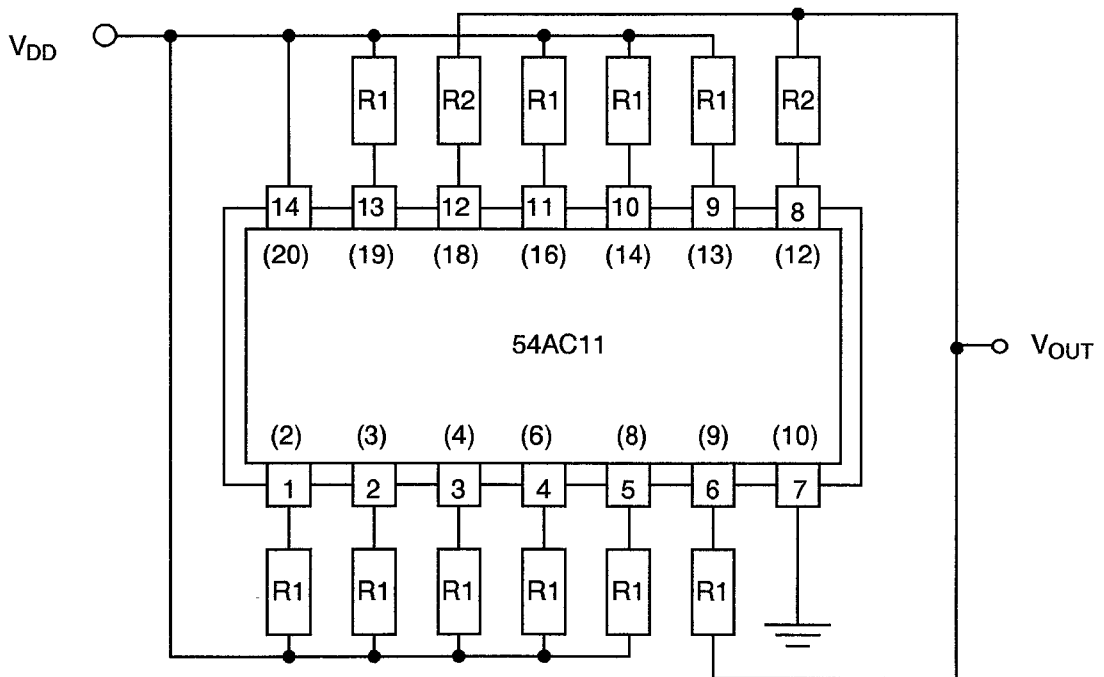 V_DD
R1 R2 R1 R1 R1 R2
14 13 12 11 10 9 8
(20) (19) (18) (16) (14) (13) (12)
54AC11
V_OUT
(2) (3) (4) (6) (8) (9) (10)
1 2 3 4 5 6 7
R1 R1 R1 R1 R1 R1